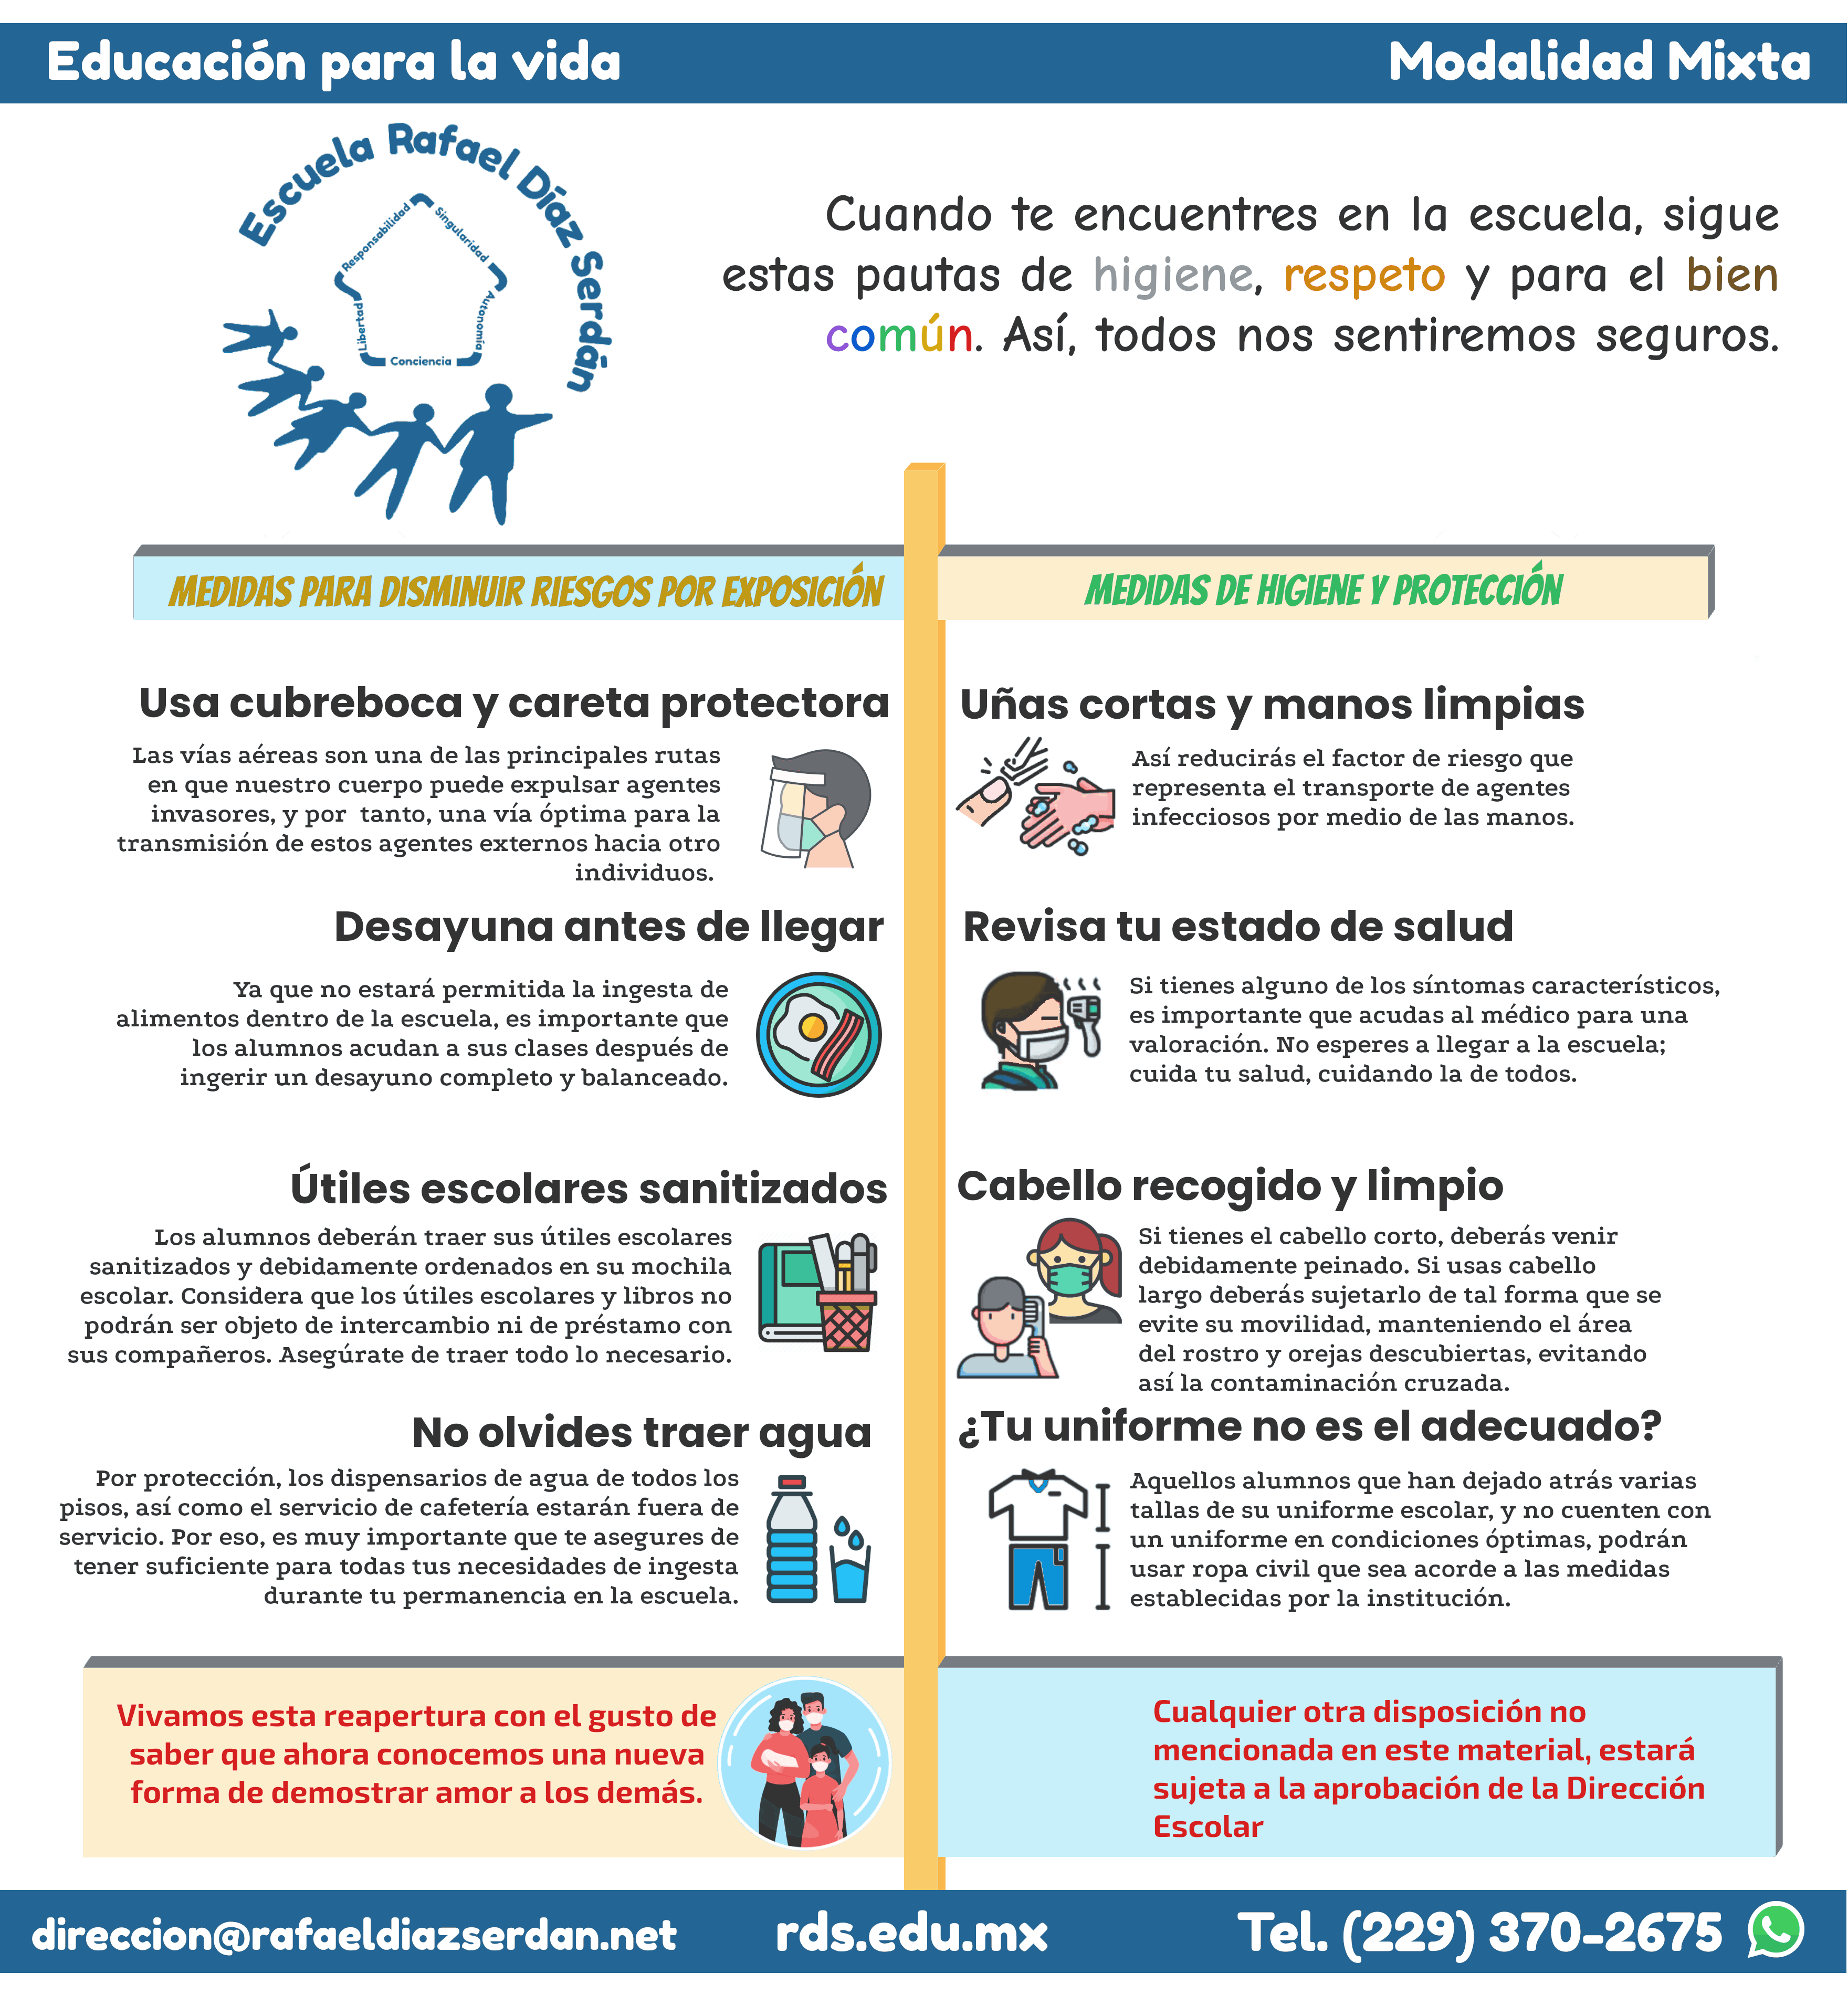 Educación para la vida
Modalidad Mixta
Escuela Rafael Díaz Serdán
Responsabilidad
Singularidad
Libertad
Autonomía
Conciencia
Cuando te encuentres en la escuela, sigue
estas pautas de higiene, respeto y para el bien
común. Así, todos nos sentiremos seguros.
MEDIDAS PARA DISMINUIR RIESGOS POR EXPOSICIÓN
Usa cubreboca y careta protectora
Las vías aéreas son una de las principales rutas
en que nuestro cuerpo puede expulsar agentes
invasores, y por tanto, una vía óptima para la
transmisión de estos agentes externos hacia otro
individuos.
Desayuna antes de llegar
Ya que no estará permitida la ingesta de
alimentos dentro de la escuela, es importante que
los alumnos acudan a sus clases después de
ingerir un desayuno completo y balanceado.
Útiles escolares sanitizados
Los alumnos deberán traer sus útiles escolares
sanitizados y debidamente ordenados en su mochila
escolar. Considera que los útiles escolares y libros no
podrán ser objeto de intercambio ni de préstamo con
sus compañeros. Asegúrate de traer todo lo necesario.
No olvides traer agua
Por protección, los dispensarios de agua de todos los
pisos, así como el servicio de cafetería estarán fuera de
servicio. Por eso, es muy importante que te asegures de
tener suficiente para todas tus necesidades de ingesta
durante tu permanencia en la escuela.
MEDIDAS DE HIGIENE Y PROTECCIÓN
Uñas cortas y manos limpias
Así reducirás el factor de riesgo que
representa el transporte de agentes
infecciosos por medio de las manos.
Revisa tu estado de salud
Si tienes alguno de los síntomas característicos,
es importante que acudas al médico para una
valoración. No esperes a llegar a la escuela;
cuida tu salud, cuidando la de todos.
Cabello recogido y limpio
Si tienes el cabello corto, deberás venir
debidamente peinado. Si usas cabello
largo deberás sujetarlo de tal forma que se
evite su movilidad, manteniendo el área
del rostro y orejas descubiertas, evitando
así la contaminación cruzada.
¿Tu uniforme no es el adecuado?
Aquellos alumnos que han dejado atrás varias
tallas de su uniforme escolar, y no cuenten con
un uniforme en condiciones óptimas, podrán
usar ropa civil que sea acorde a las medidas
establecidas por la institución.
Vivamos esta reapertura con el gusto de
saber que ahora conocemos una nueva
forma de demostrar amor a los demás.
Cualquier otra disposición no
mencionada en este material, estará
sujeta a la aprobación de la Dirección
Escolar
direccion@rafaeldiazserdan.net
rds.edu.mx
Tel. (229) 370-2675